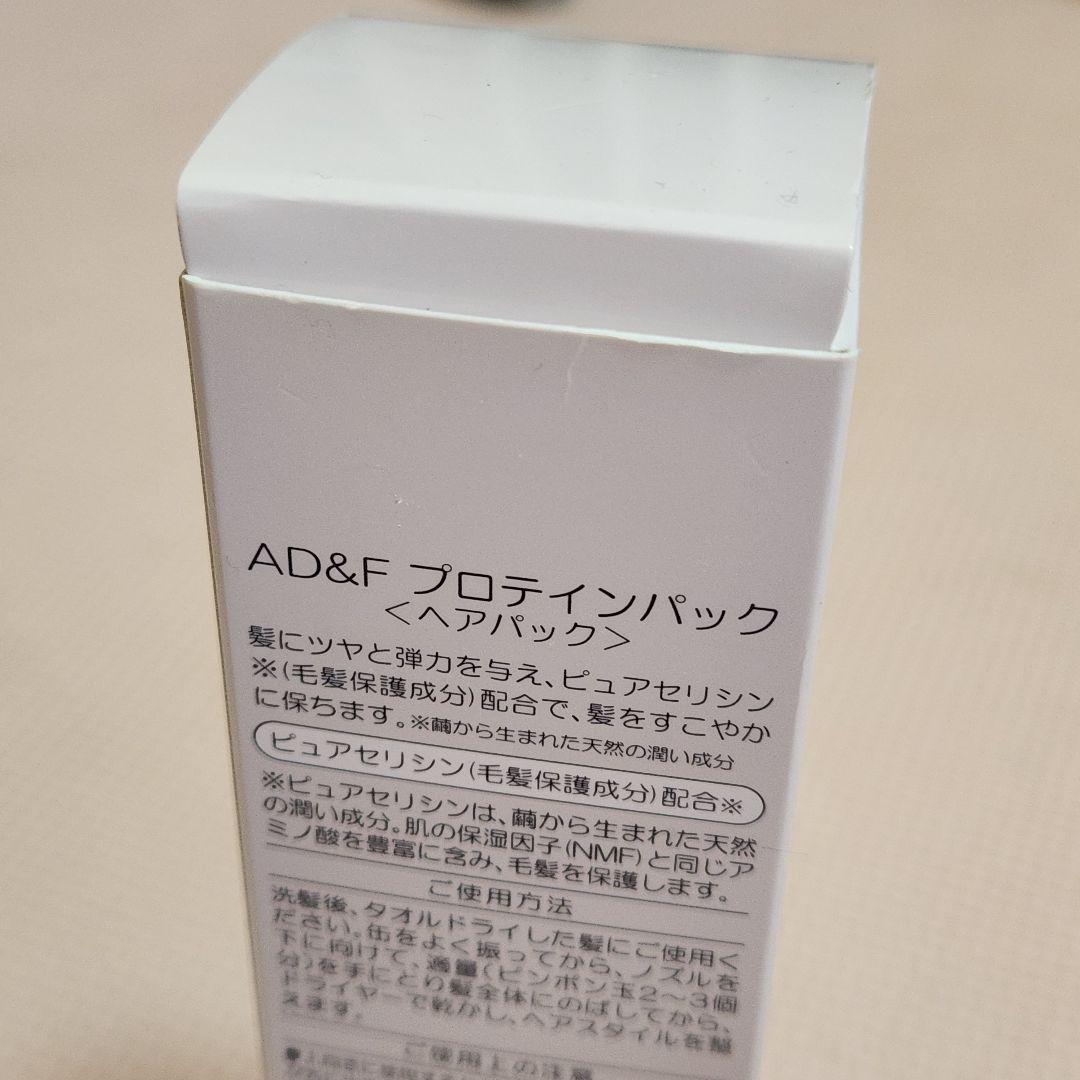 AD&F プロテインパック
＜ヘアパック＞
髪にツヤと弾力を与え、ピュアセリシン
※(毛髪保護成分)配合で、髪をすこやか
に保ちます。※繭から生まれた天然の潤い成分
ピュアセリシン(毛髪保護成分)配合※
※ピュアセリシンは、繭から生まれた天然
の潤い成分。肌の保湿因子(NMF)と同じア
ミノ酸を豊富に含み、毛髪を保護します。
ご使用方法
洗髪後、タオルドライした髪にご使用く
ださい。缶をよく振ってから、ノズルを
下に向けて、適量(ピンポン玉2〜3個
分)を手にとり髪全体にのばしてから、
ドライヤーで乾かし、ヘアスタイルを整
えます。
ご使用上の注意